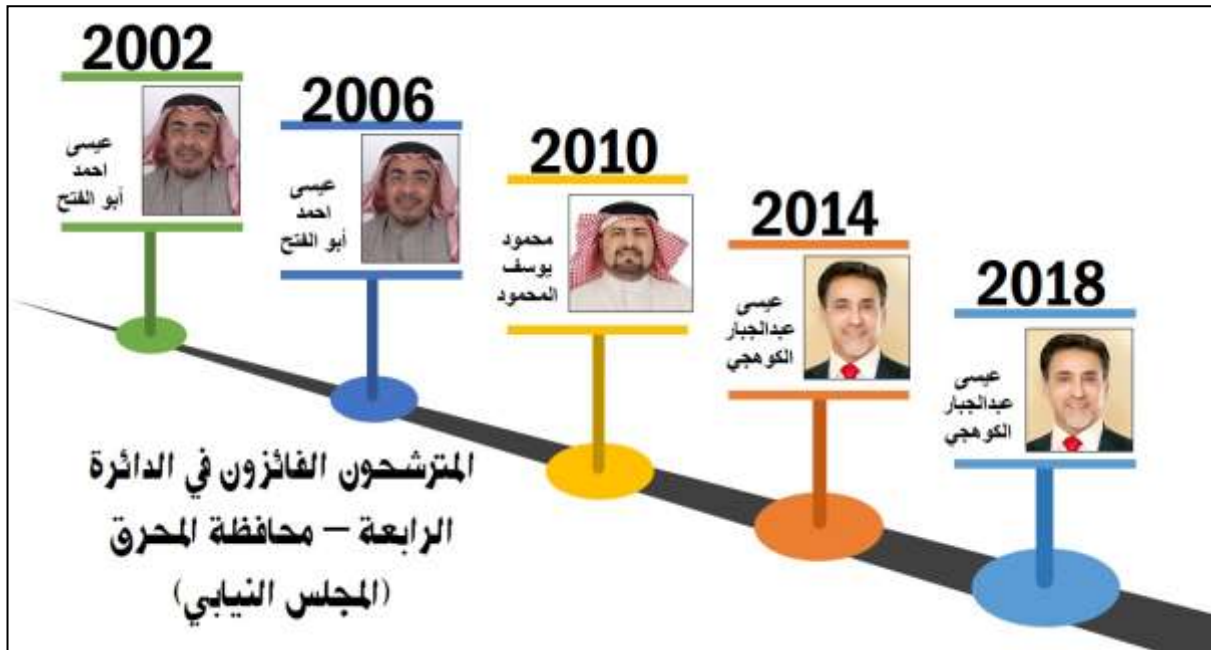 2002
عيسى
احمد
أبو الفتح
2006
عيسى
احمد
أبو الفتح
2010
محمود
يوسف
المحمود
2014
عيسى
عبدالجبار
الكوهجي
2018
عيسى
عبدالجبار
الكوهجي
المترشحون الفائزون في الدائرة
الرابعة – محافظة المحرق
(المجلس النيابي)